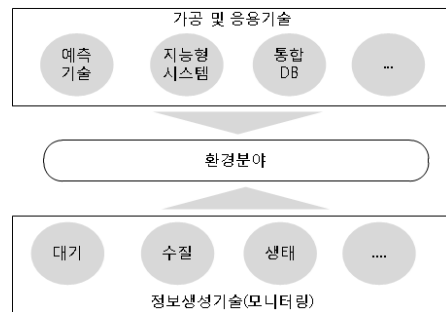 가공 및 응용기술
예측 지능형 통합 ...
기술 시스템 DB
환경분야
대기 수질 생태 ....
정보생성기술(모니터링)